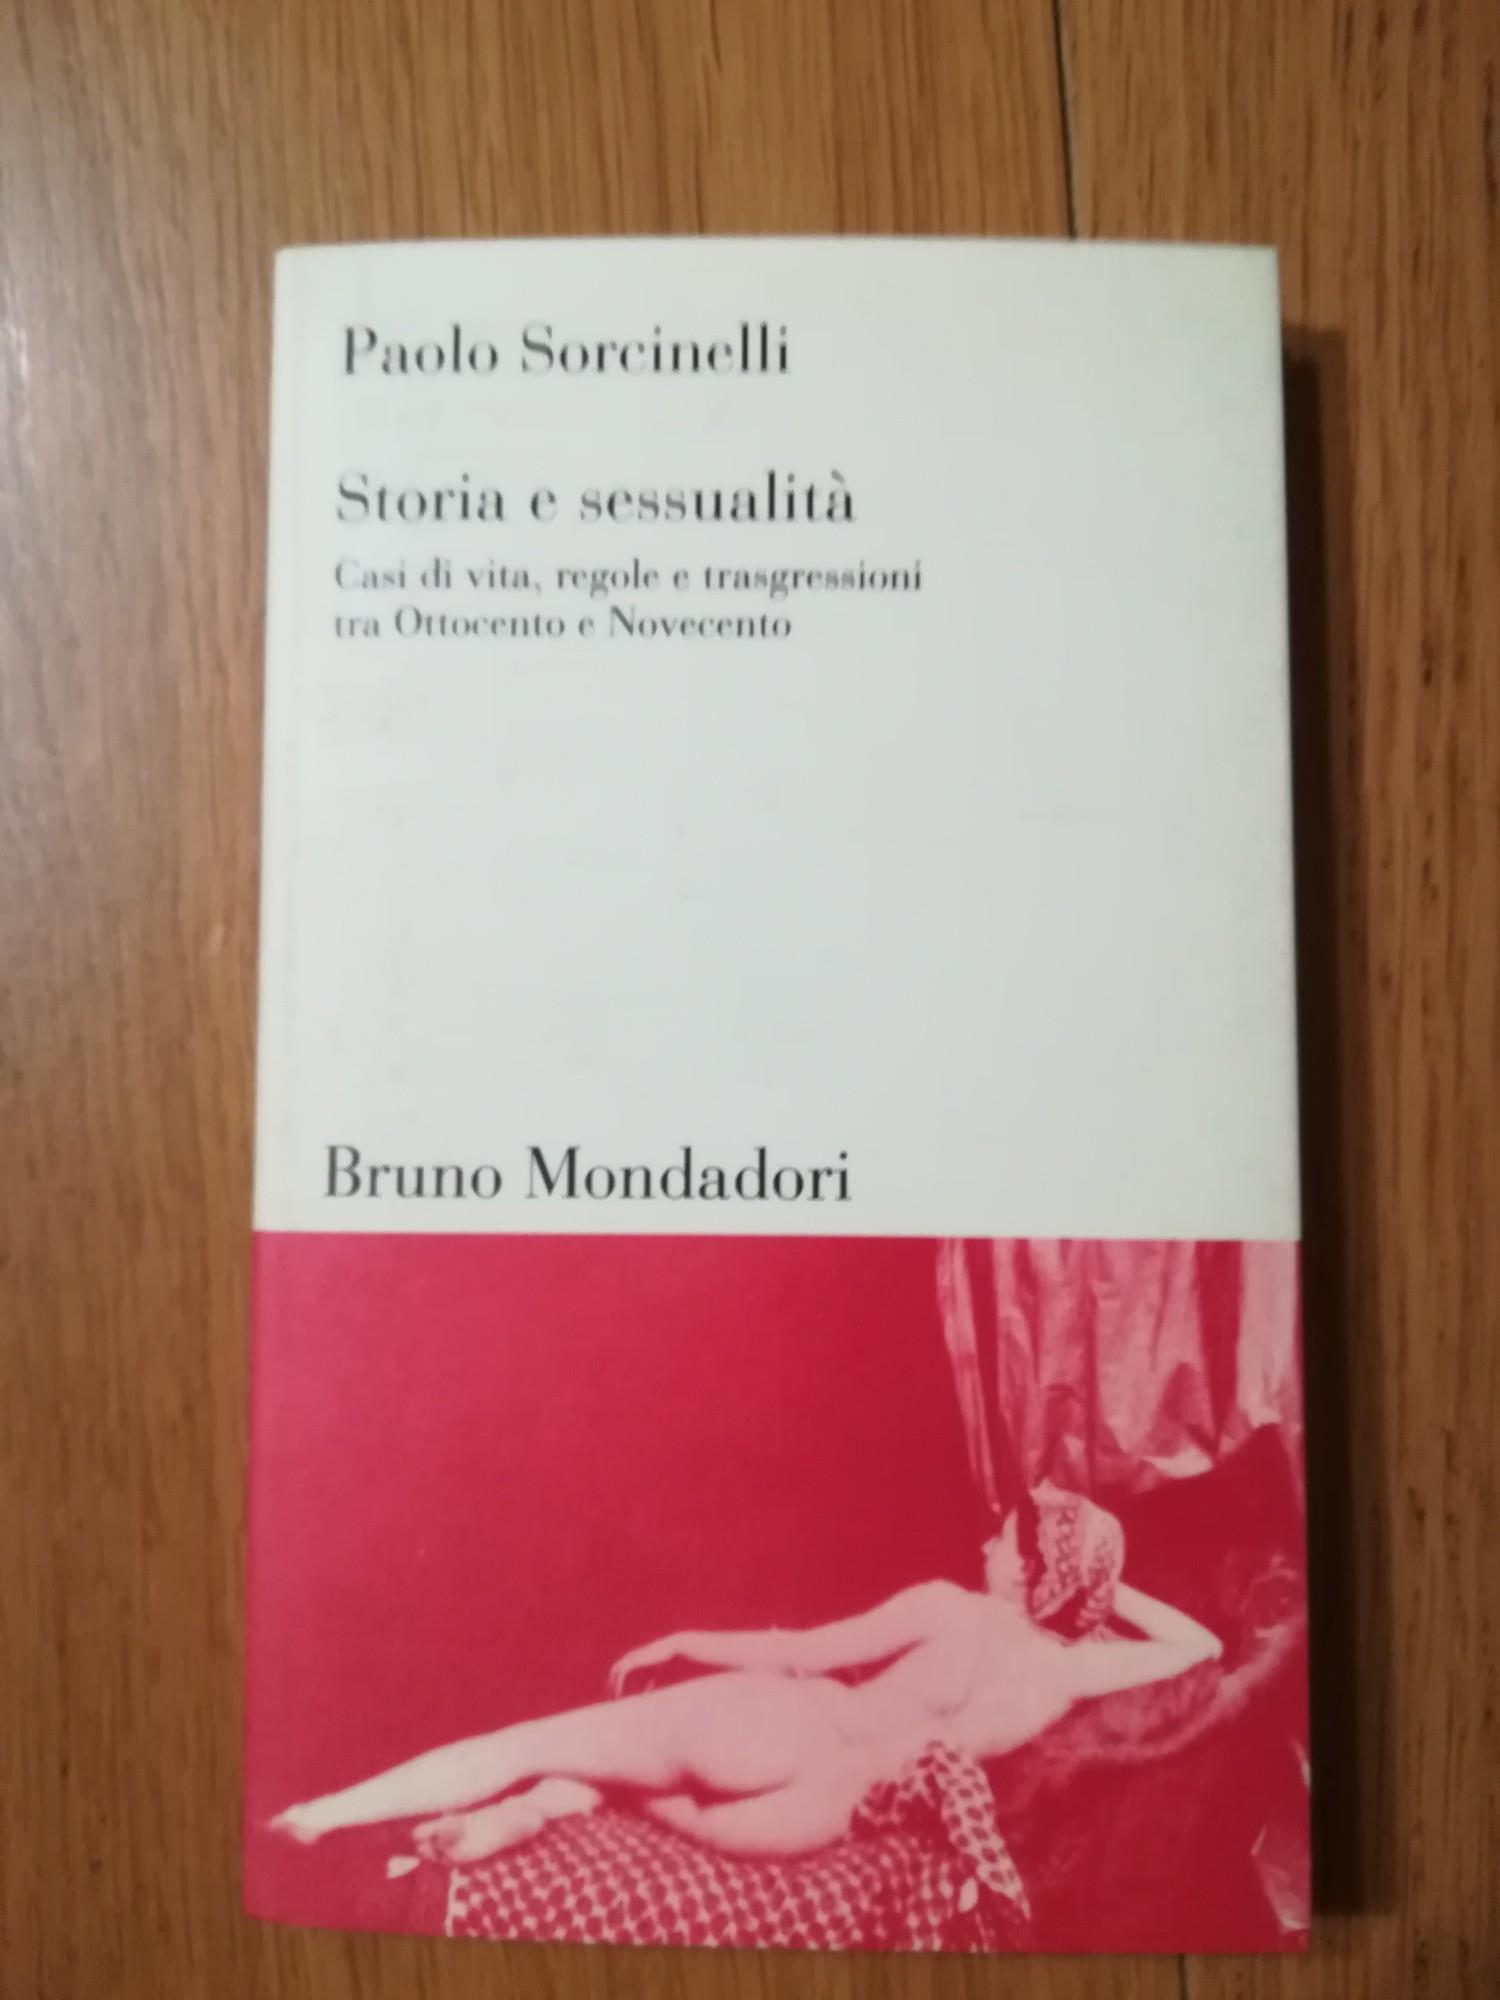 Paolo Sorcinelli
Storia e sessualità
Casi di vita, regole e trasgressioni
tra Ottocento e Novecento
Bruno Mondadori